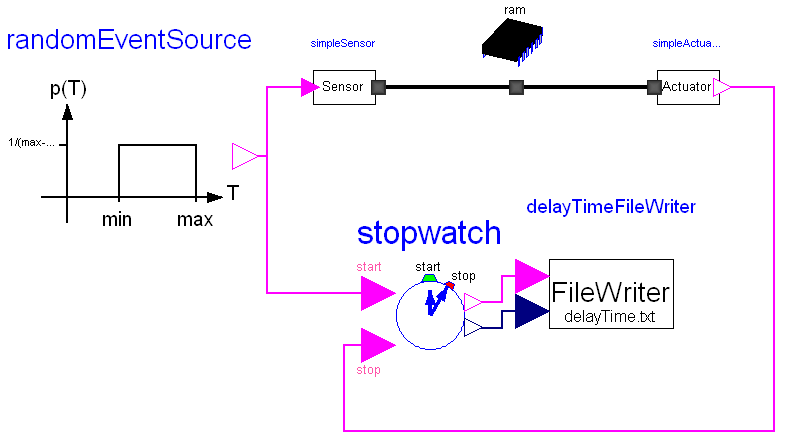 ram
simpleSensor
simpleActua...
randomEventSource
Sensor
Actuator
p(T)
1/(max-...
T
min
max
delayTimeFileWriter
stopwatch
start
start
stop
FileWriter
delayTime.txt
stop